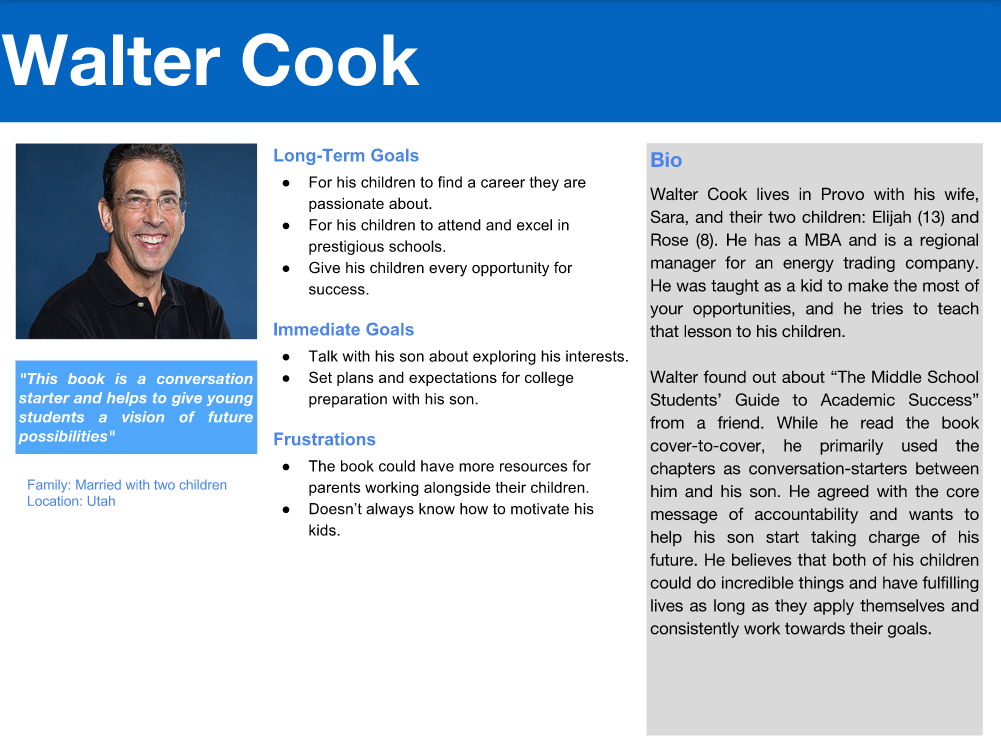 Walter Cook
"This book is a conversation
starter and helps to give young
students a vision of future
possibilities"
Family: Married with two children
Location: Utah
Long-Term Goals
● For his children to find a career they are
passionate about.
● For his children to attend and excel in
prestigious schools.
● Give his children every opportunity for
success.
Immediate Goals
● Talk with his son about exploring his interests.
● Set plans and expectations for college
preparation with his son.
Frustrations
● The book could have more resources for
parents working alongside their children.
● Doesn't always know how to motivate his
kids.
Bio
Walter Cook lives in Provo with his wife,
Sara, and their two children: Elijah (13) and
Rose (8). He has a MBA and is a regional
manager for an energy trading company.
He was taught as a kid to make the most of
your opportunities, and he tries to teach
that lesson to his children.
Walter found out about “The Middle School
Students’ Guide to Academic Success”
from a friend. While he read the book
cover-to-cover, he primarily used the
chapters as conversation-starters between
him and his son. He agreed with the core
message of accountability and wants to
help his son start taking charge of his
future. He believes that both of his children
could do incredible things and have fulfilling
lives as long as they apply themselves and
consistently work towards their goals.